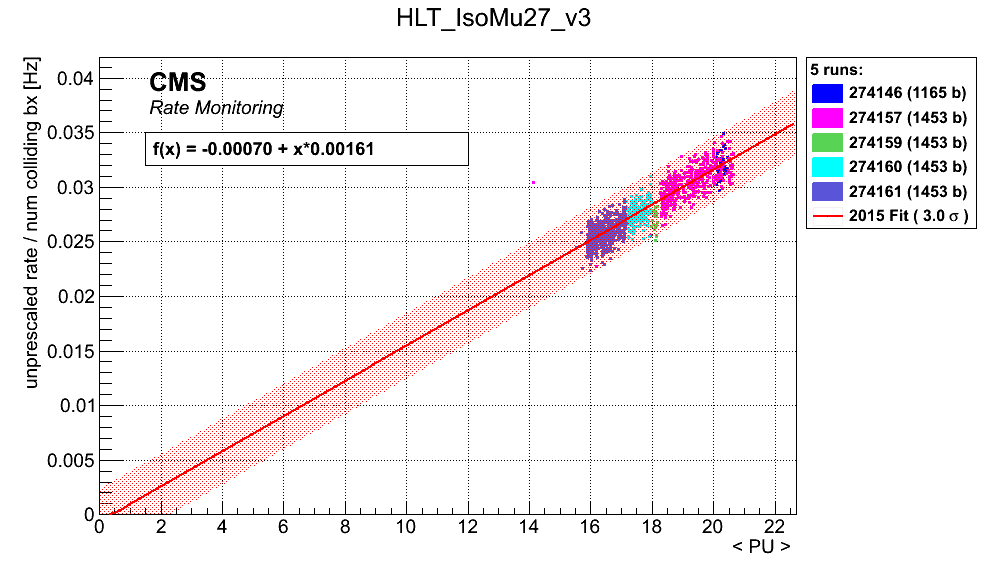 HLT_IsoMu27_v3
unprescaled rate / num colliding bx [Hz]
0.04
0.035
0.03
0.025
0.02
0.015
0.01
0.005
0
CMS
Rate Monitoring
f(x) = -0.00070 + x*0.00161
5 runs:
274146 (1165 b)
274157 (1453 b)
274159 (1453 b)
274160 (1453 b)
274161 (1453 b)
2015 Fit ( 3.0 σ )
0 2 4 6 8 10 12 14 16 18 20 22
< PU >